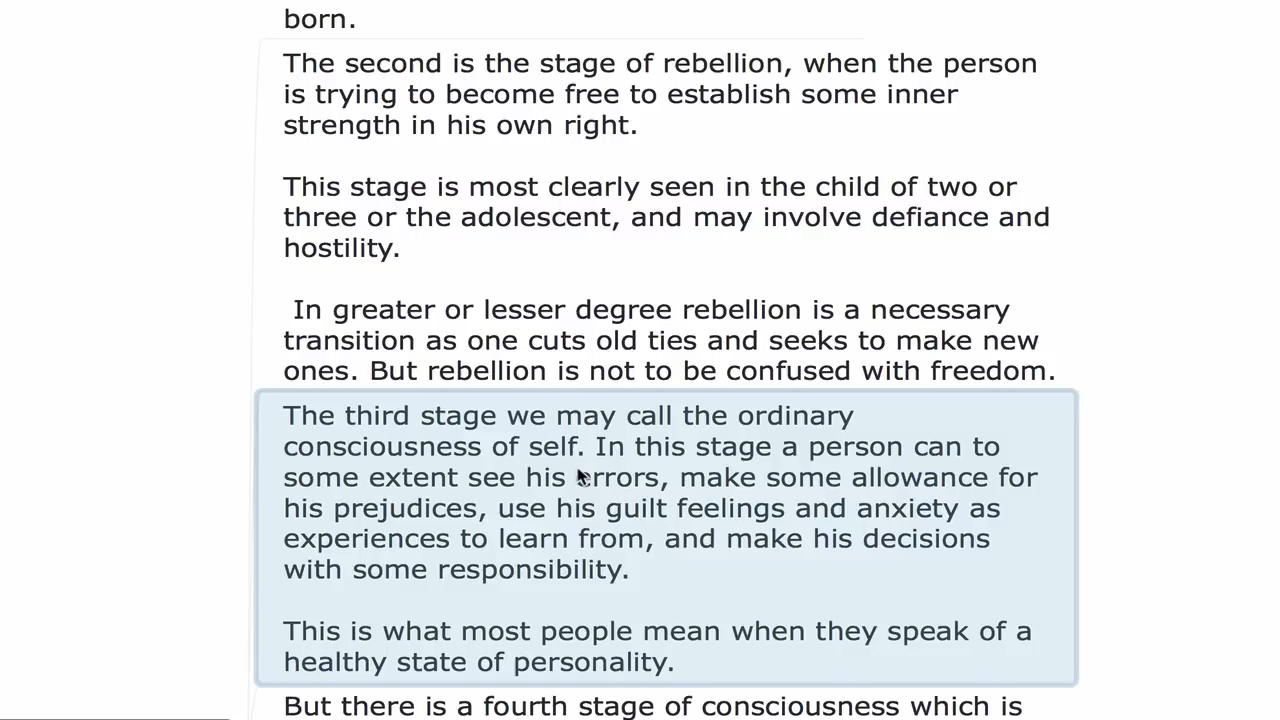 born.
The second is the stage of rebellion, when the person
is trying to become free to establish some inner
strength in his own right.
This stage is most clearly seen in the child of two or
three or the adolescent, and may involve defiance and
hostility.
In greater or lesser degree rebellion is a necessary
transition as one cuts old ties and seeks to make new
ones. But rebellion is not to be confused with freedom.
The third stage we may call the ordinary
consciousness of self. In this stage a person can to
some extent see his errors, make some allowance for
his prejudices, use his guilt feelings and anxiety as
experiences to learn from, and make his decisions
with some responsibility.
This is what most people mean when they speak of a
healthy state of personality.
But there is a fourth stage of consciousness which is